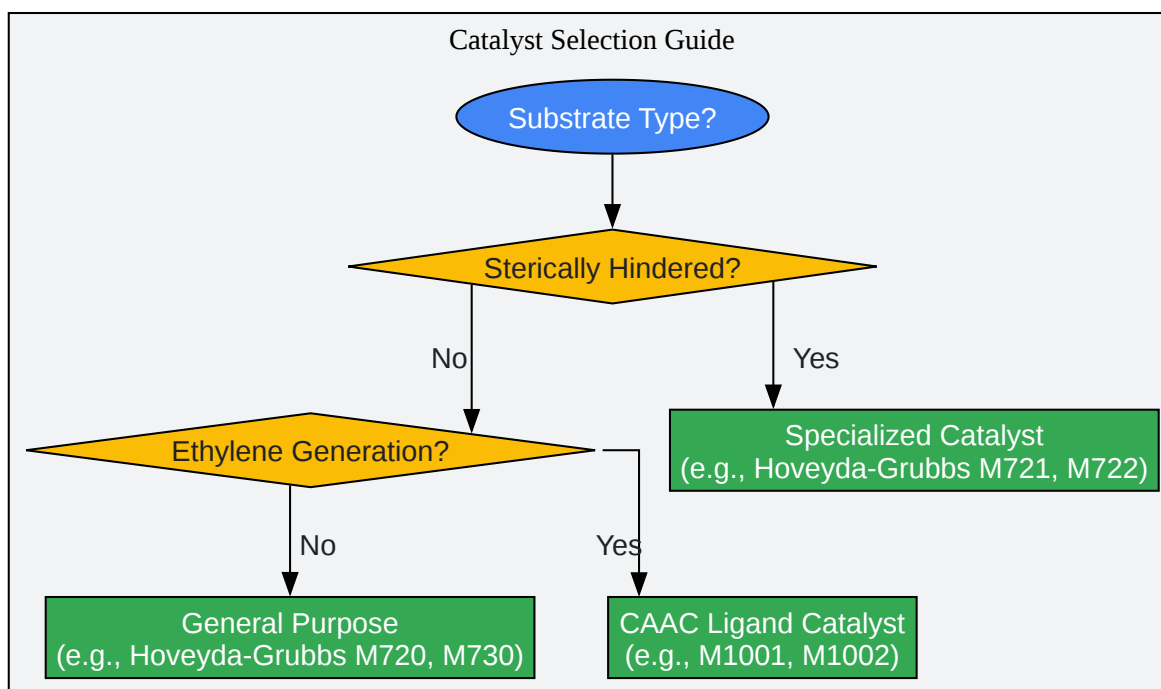 Catalyst Selection Guide
Substrate Type?
Sterically Hindered?
No
Yes
Ethylene Generation?
Specialized Catalyst
(e.g., Hoveyda-Grubbs M721, M722)
No
Yes
General Purpose
(e.g., Hoveyda-Grubbs M720, M730)
CAAC Ligand Catalyst
(e.g., M1001, M1002)